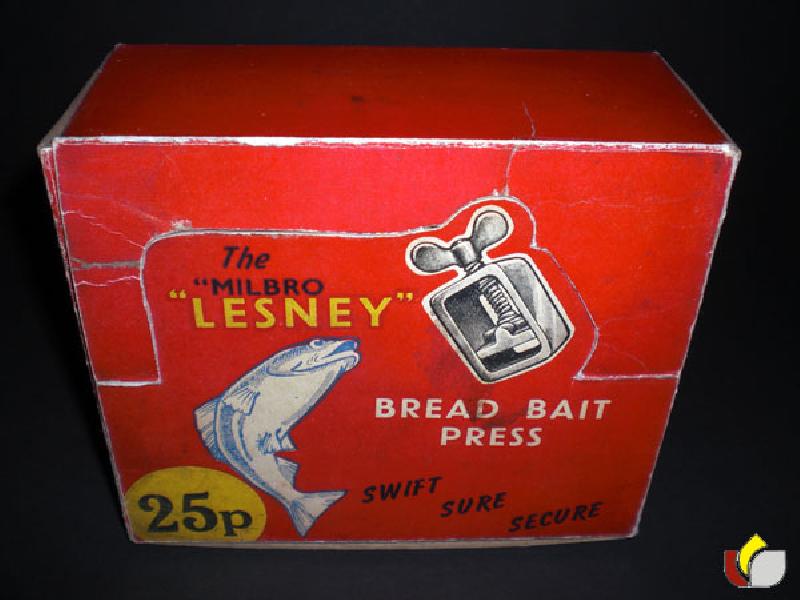 The
"MILBRO
"LESNEY"
BREAD BAIT
PRESS
SWIFT
SURE
SECURE
25p